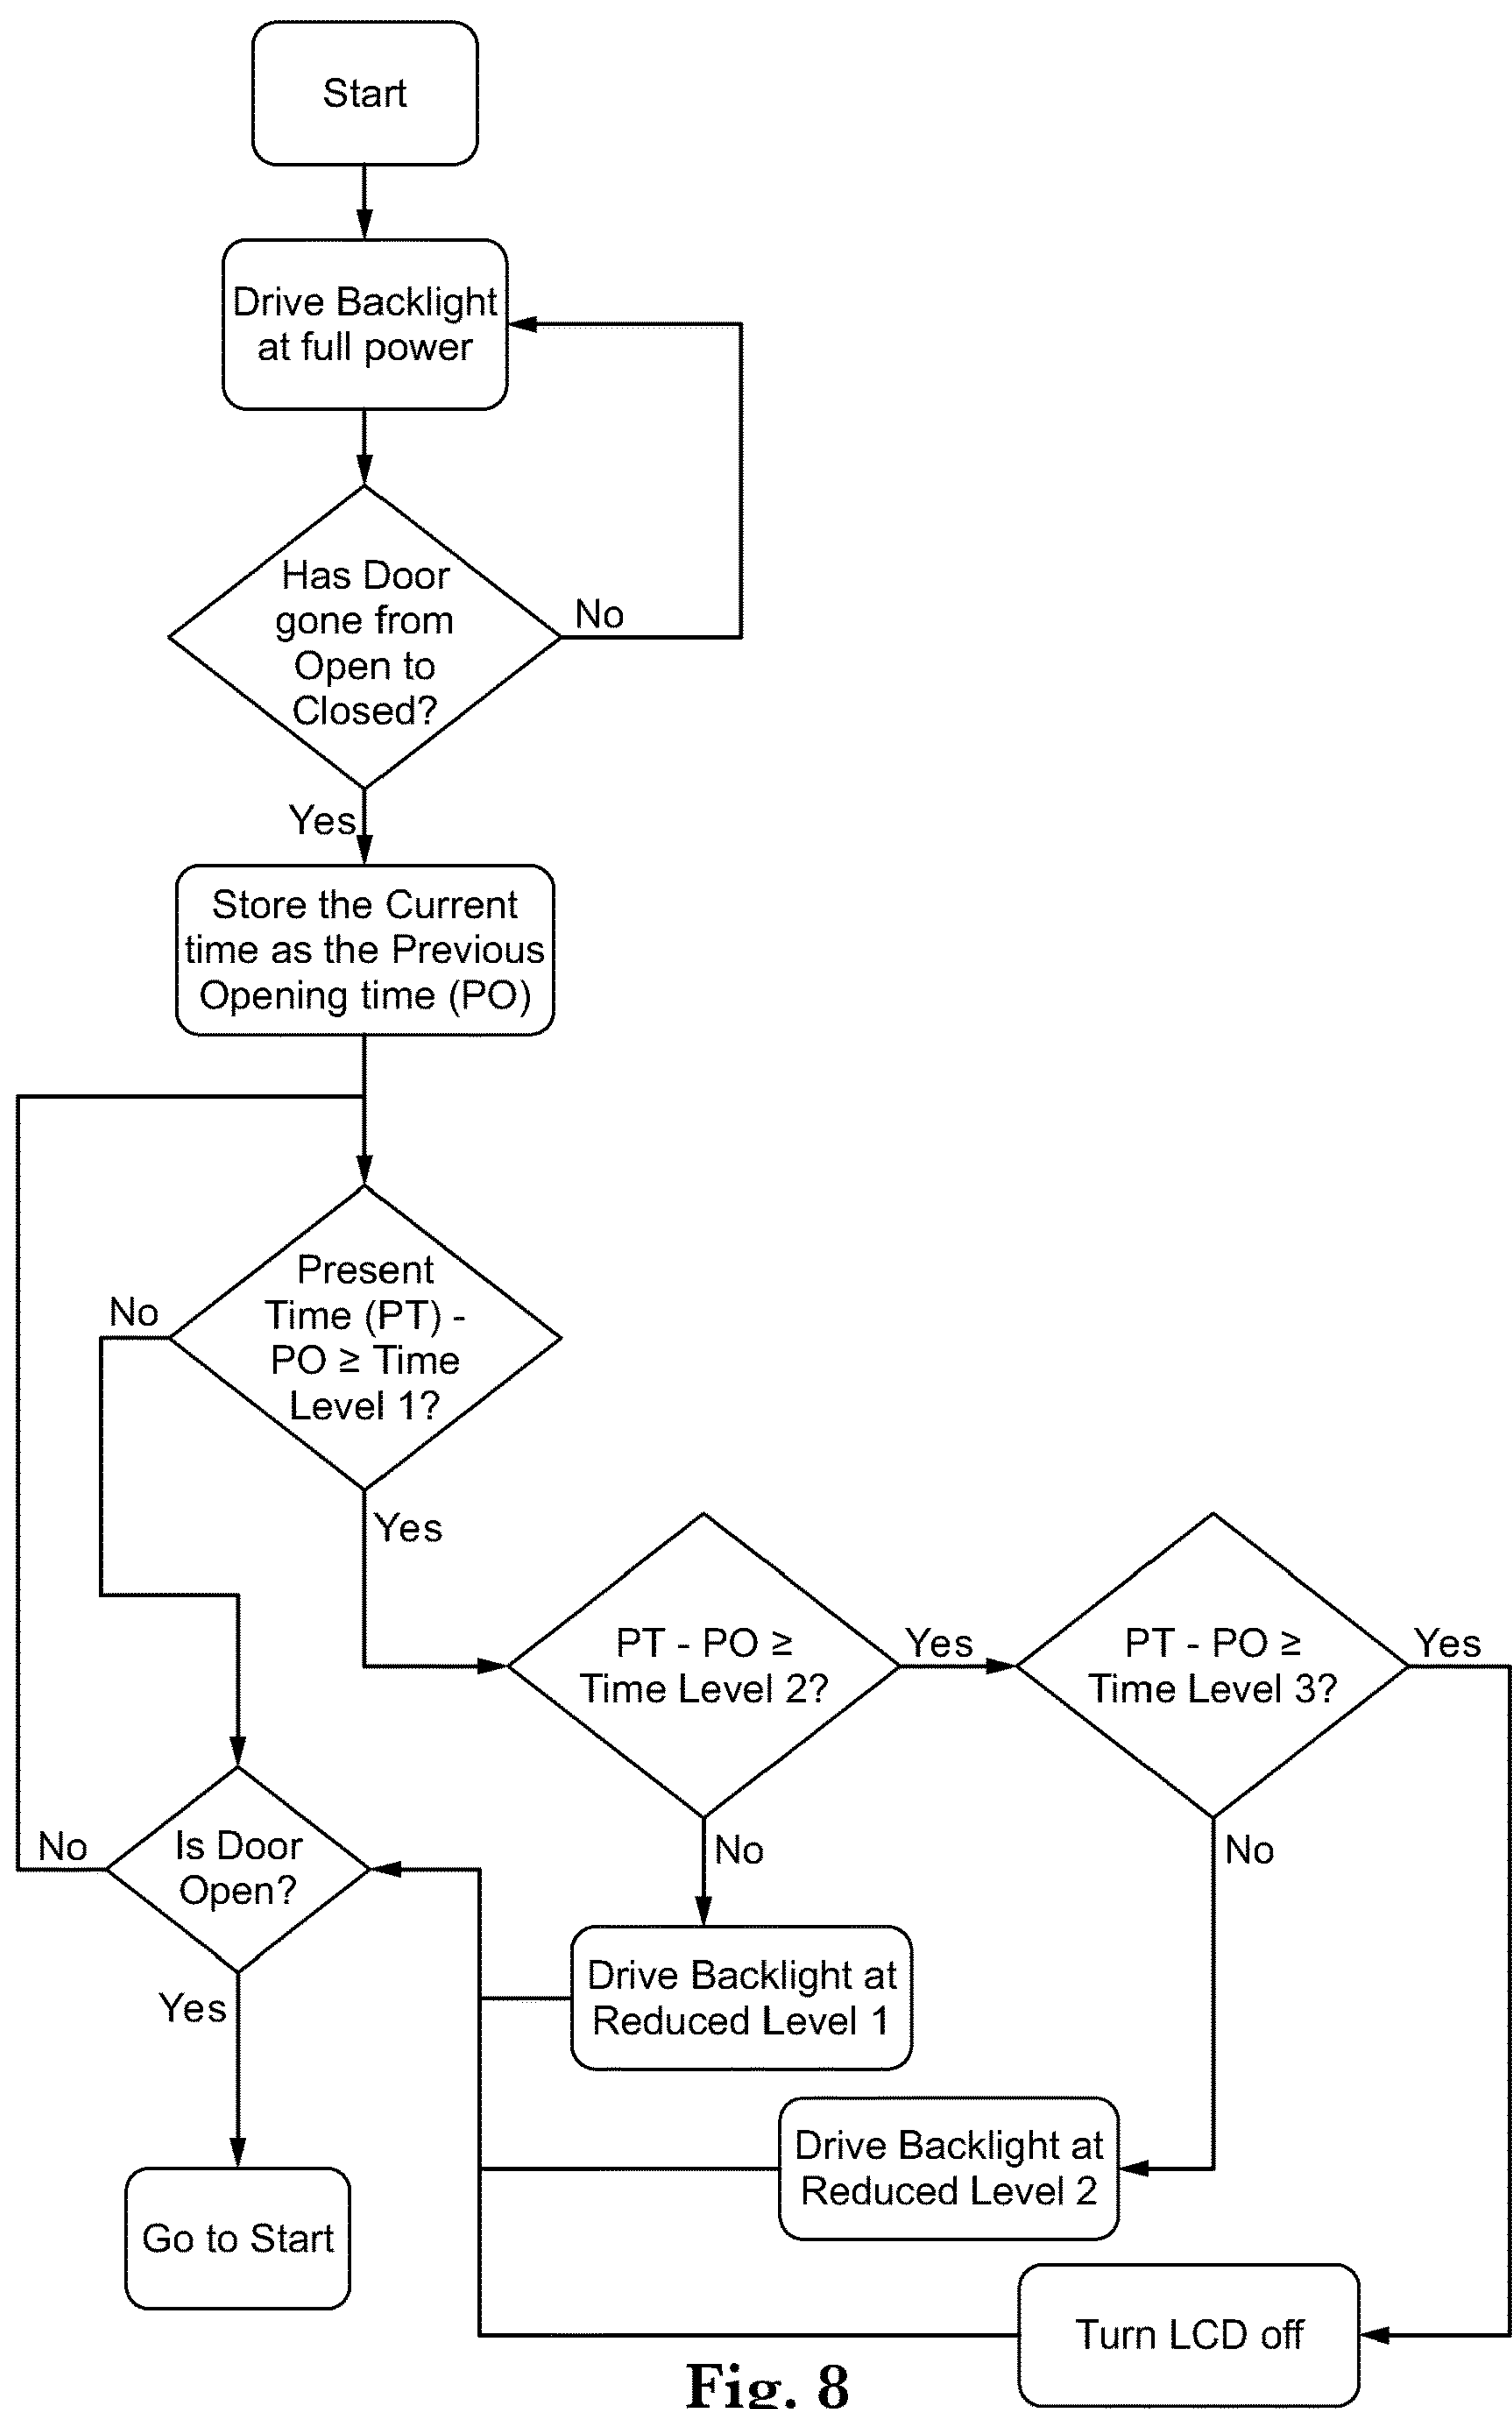 Start
Drive Backlight
at full power
Has Door
gone from
Open to
Closed?
No
Yes
Store the Current
time as the Previous
Opening time (PO)
Present
Time (PT) -
PO ≥ Time
Level 1?
No
Yes
PT - PO ≥
Time Level 2?
Yes
PT - PO ≥
Time Level 3?
Yes
No
No
Is Door
Open?
No
Yes
Drive Backlight at
Reduced Level 1
Drive Backlight at
Reduced Level 2
Go to Start
Turn LCD off
Fig. 8